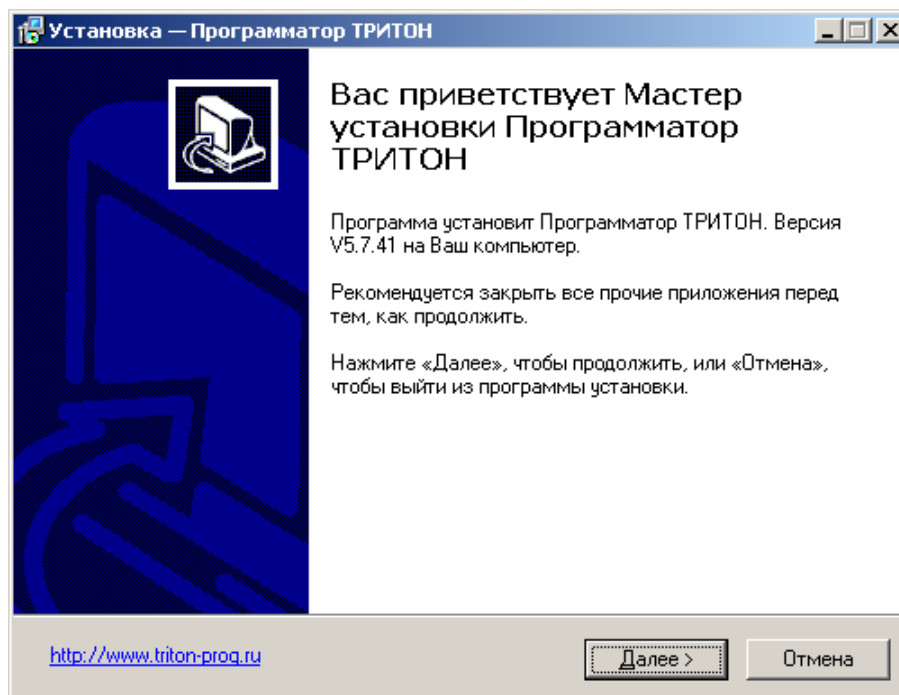 Установка — Программатор ТРИТОН
Вас приветствует Мастер
установки Программатор
ТРИТОН
Программа установит Программатор ТРИТОН. Версия
V5.7.41 на Ваш компьютер.
Рекомендуется закрыть все прочие приложения перед
тем, как продолжить.
Нажмите «Далее», чтобы продолжить, или «Отмена»,
чтобы выйти из программы установки.
http://www.triton-prog.ru
Далее >
Отмена